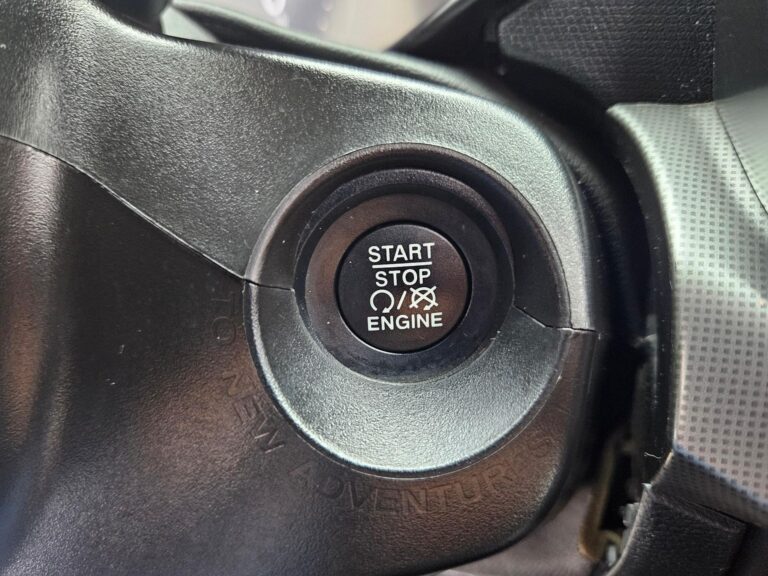 START
STOP
/
ENGINE
TO NEW ADVENTURES